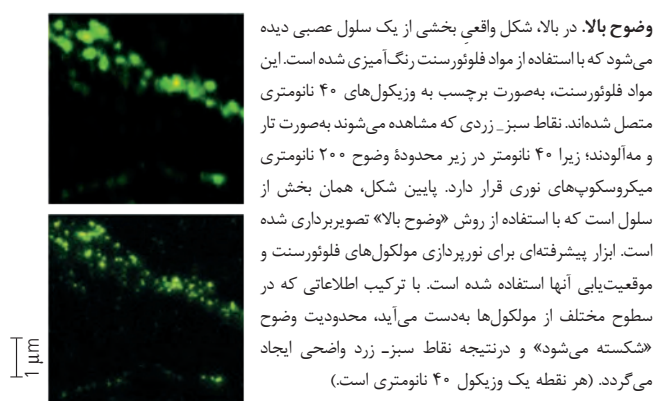 وضوح بالا. در بالا، شکل واقعیِ بخشی از یک سلول عصبی دیده
می‌شود که با استفاده از مواد فلوئورسنت رنگ‌آمیزی شده است. این
مواد فلوئورسنت، به‌صورت برچسب به وزیکول‌های ۴۰ نانومتری
متصل شده‌اند. نقاط سبز_ زردی که مشاهده می‌شوند به‌صورت تار
و مه‌آلودند؛ زیرا ۴۰ نانومتر در زیر محدودهٔ وضوح ۲۰۰ نانومتری
میکروسکوپ‌های نوری قرار دارد. پایین شکل، همان بخش از
سلول است که با استفاده از روش «وضوح بالا» تصویربرداری شده
است. ابزار پیشرفته‌ای برای نورپردازی مولکول‌های فلوئورسنت و
موقعیت‌یابی آنها استفاده شده است. با ترکیب اطلاعاتی که در
سطوح مختلف از مولکول‌ها به‌دست می‌آید، محدودیت وضوح
«شکسته می‌شود» و درنتیجه نقاط سبز_ زرد واضحی ایجاد
می‌گردد. (هر نقطه یک وزیکول ۴۰ نانومتری است.)
1 µm